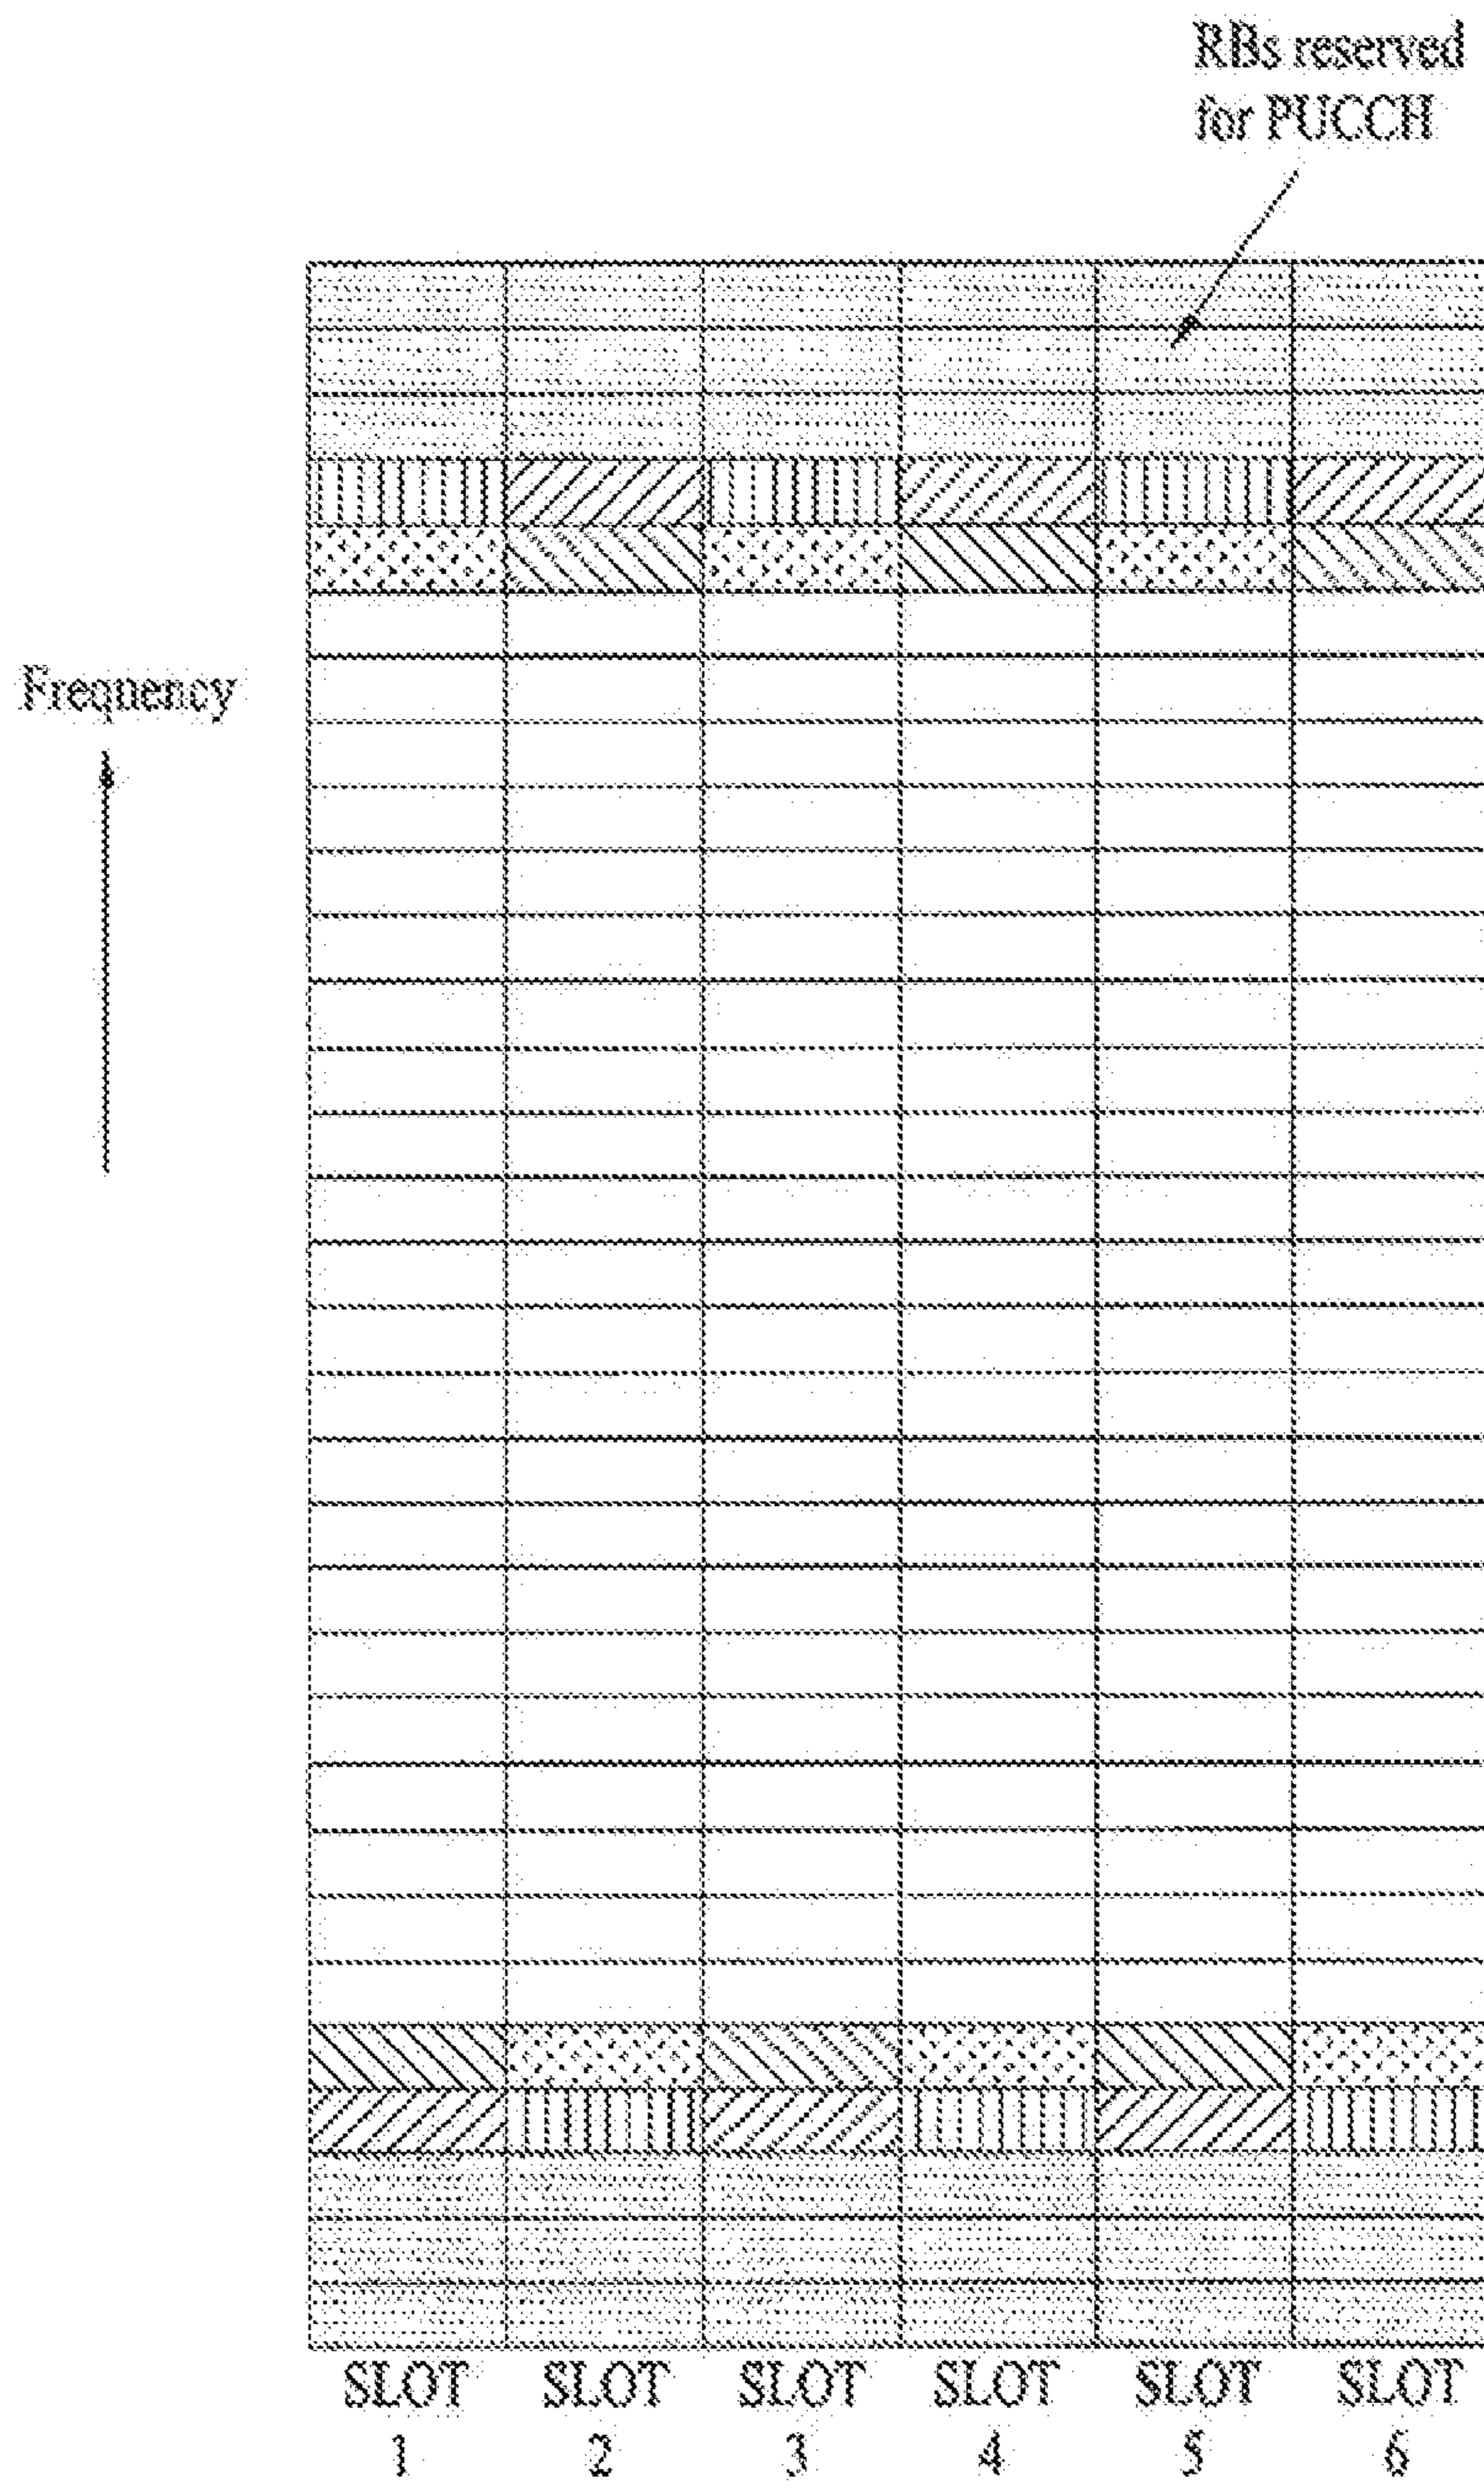 RBs reserved
for PUCCH
Frequency
SLOT SLOT SLOT SLOT SLOT SLOT
1 2 3 4 5 6